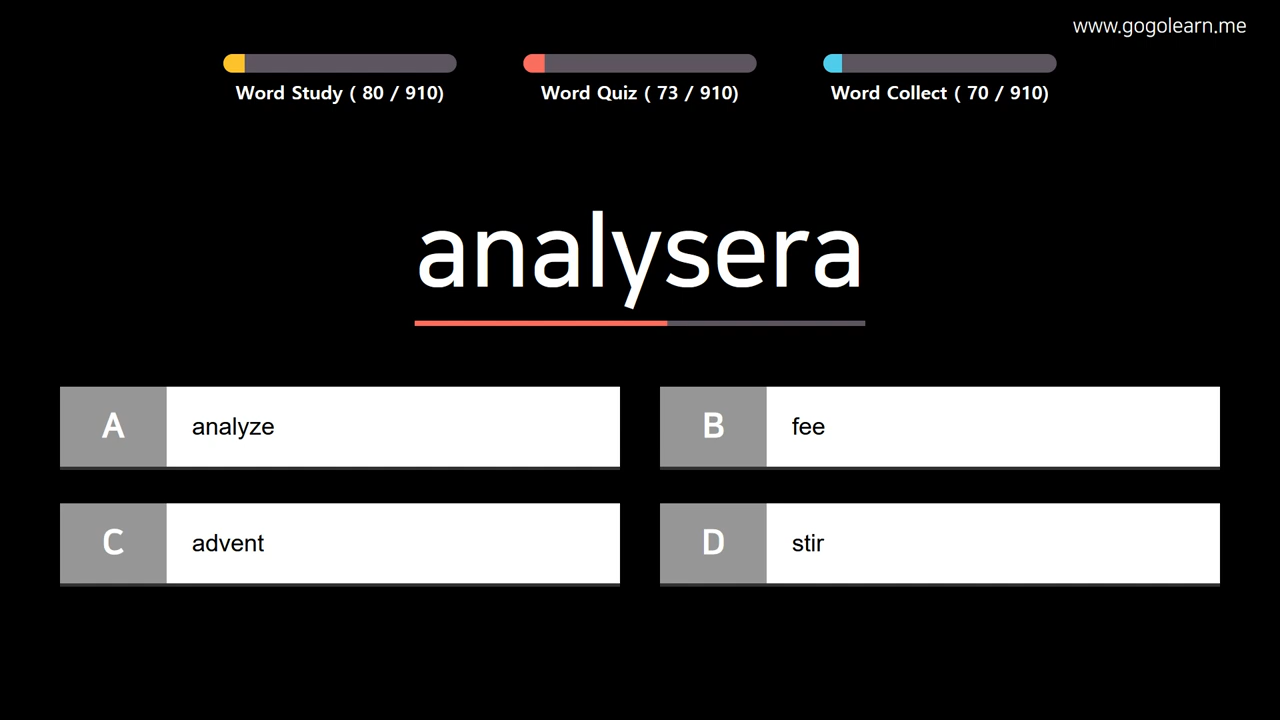 www.gogolearn.me
Word Study ( 80 / 910)
Word Quiz ( 73 / 910)
Word Collect ( 70 / 910)
analysera
A analyze
B fee
C advent
D stir